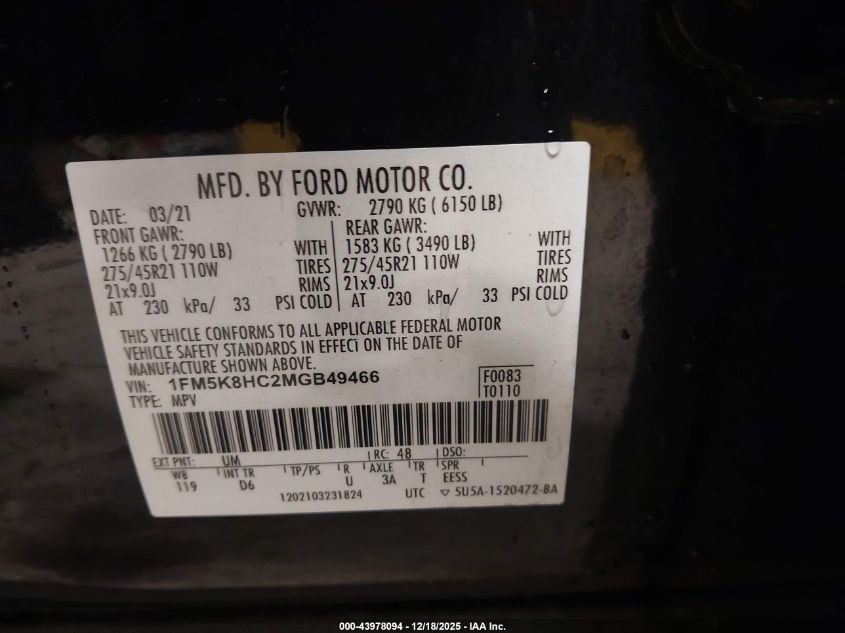 MFD. BY FORD MOTOR CO.
DATE: 03/21 GVWR: 2790 KG ( 6150 LB)
FRONT GAWR: REAR GAWR:
1266 KG ( 2790 LB) WITH 1583 KG ( 3490 LB) WITH
275/45R21 110W TIRES 275/45R21 110W TIRES
21x9.0J RIMS 21x9.0J RIMS
AT 230 kPa/ 33 PSI COLD AT 230 kPa/ 33 PSI COLD
THIS VEHICLE CONFORMS TO ALL APPLICABLE FEDERAL MOTOR
VEHICLE SAFETY STANDARDS IN EFFECT ON THE DATE OF
MANUFACTURE SHOWN ABOVE.
VIN: 1FM5K8HC2MGB49466 F0083
TYPE: MPV T0110
EXT PNT: UM RC: 48 DSO:
WB INT TR TP/PS R AXLE TR SPR
119 D6 U 3A T EESS
1202103231824 UTC ▽ 5U5A-1520472-BA
000-43978094 - 12/18/2025 - IAA Inc.